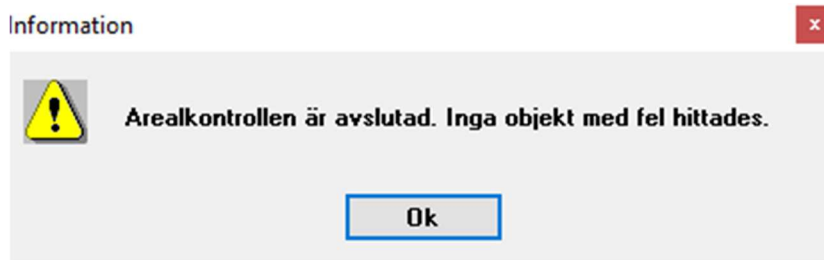 Information
x
Arealkontrollen är avslutad. Inga objekt med fel hittades.
Ok